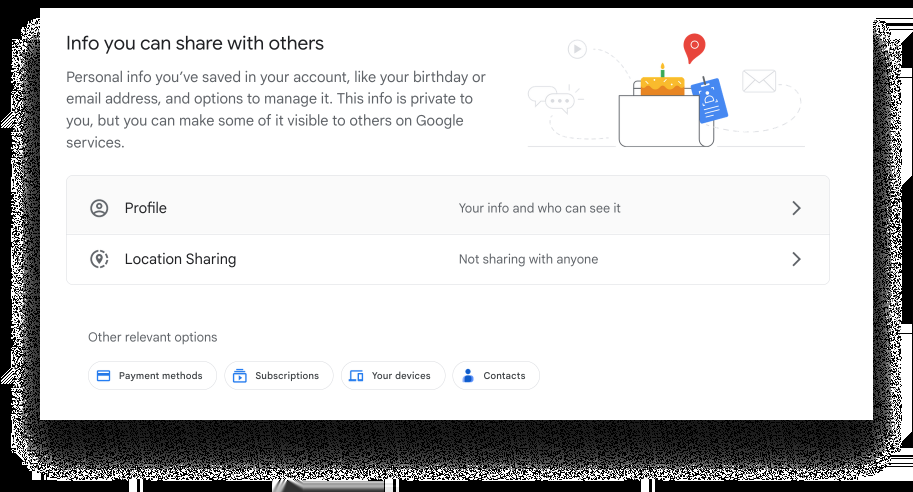 Info you can share with others
Personal info you’ve saved in your account, like your birthday or
email address, and options to manage it. This info is private to
you, but you can make some of it visible to others on Google
services.
Profile
Your info and who can see it
Location Sharing
Not sharing with anyone
Other relevant options
Payment methods
Subscriptions
Your devices
Contacts